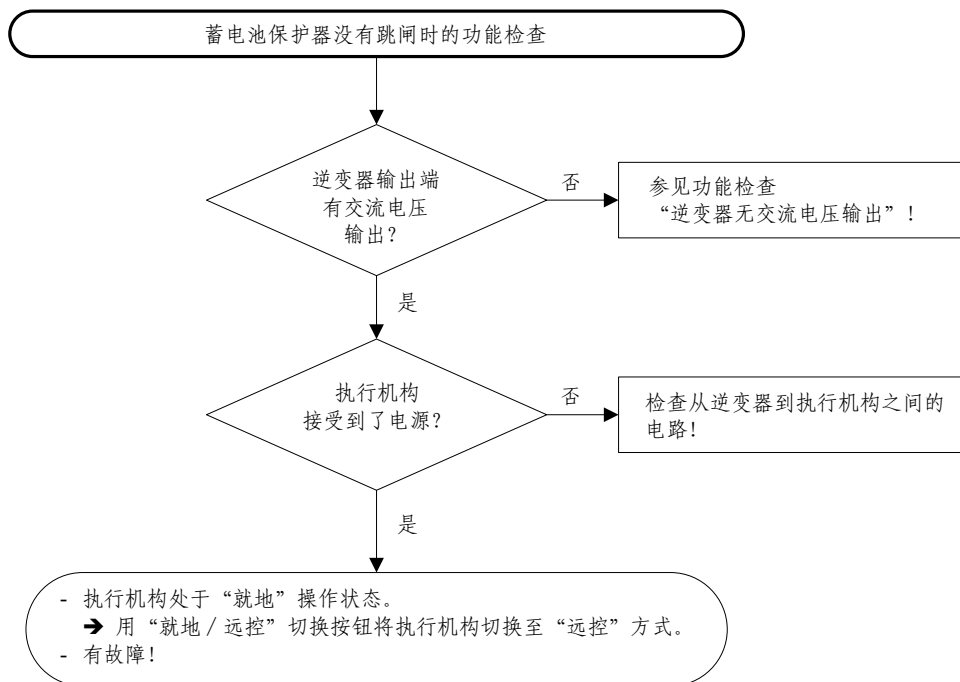 蓄电池保护器没有跳闸时的功能检查
逆变器输出端
有交流电压
输出？
否
参见功能检查
“逆变器无交流电压输出”！
是
执行机构
接受到了电源？
否
检查从逆变器到执行机构之间的
电路！
是
- 执行机构处于“就地”操作状态。
➔ 用“就地／远控”切换按钮将执行机构切换至“远控”方式。
- 有故障！